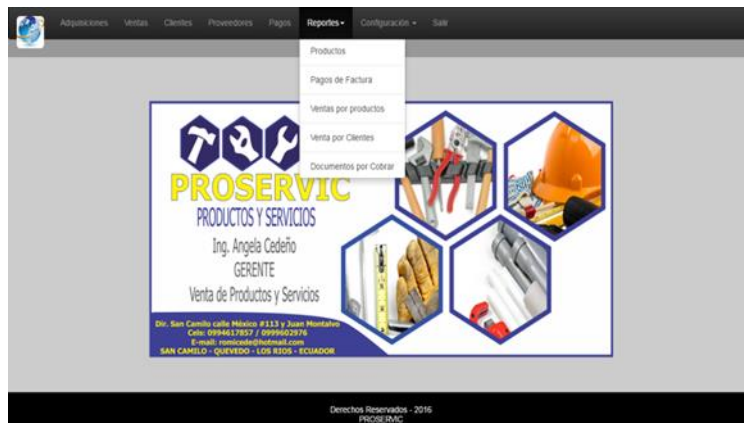 Adquisiciones Ventas Clientes Proveedores Pagos Reportes Configuración Salir
Productos
Pagos de Factura
Ventas por productos
Venta por Clientes
Documentos por Cobrar
PROSERVIC
PRODUCTOS Y SERVICIOS
Ing. Angela Cedeño
GERENTE
Venta de Productos y Servicios
Dir. San Camilo calle México #113 y Juan Montalvo
Cels: 0994617857 / 0999602976
E-mail: romicede@hotmail.com
SAN CAMILO - QUEVEDO - LOS RIOS - ECUADOR
Derechos Reservados - 2016
PROSERVIC